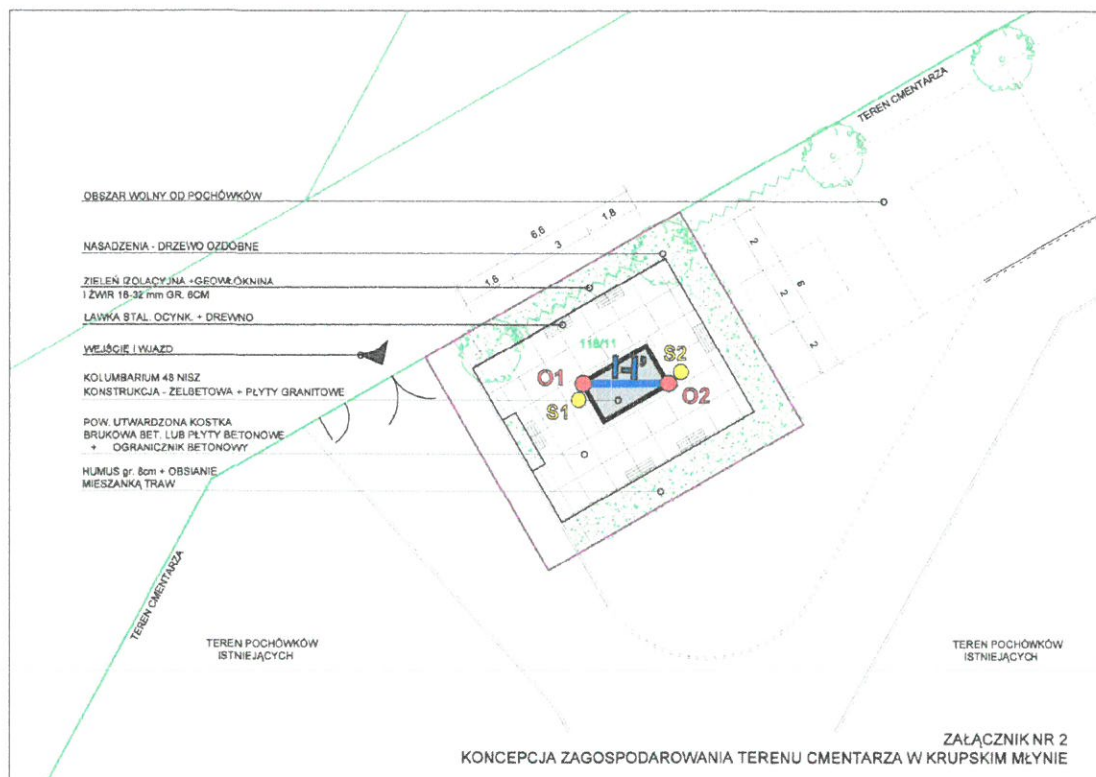 TEREN CMENTARZA
OBSZAR WOLNY OD POCHÓWKÓW
NASADZENIA - DRZEWO OZDOBNE
ZIELEŃ IZOLACYJNA +GEOWŁÓKNINA
I ŻWIR 16-32 mm GR. 6CM
ŁAWKA STAL. OCYNK. + DREWNO
WEJŚCIE I WJAZD
KOLUMBARIUM 48 NISZ
KONSTRUKCJA - ŻELBETOWA + PŁYTY GRANITOWE
POW. UTWARDZONA KOSTKA
BRUKOWA BET. LUB PŁYTY BETONOWE
+ OGRANICZNIK BETONOWY
HUMUS gr. 8cm + OBSIANIE
MIESZANKĄ TRAW
1.8
6.6
3
1.8
2
6
2
2
118/11
H'
S2
O1
O2
S1
TEREN CMENTARZA
TEREN POCHÓWKÓW
ISTNIEJĄCYCH
TEREN POCHÓWKÓW
ISTNIEJĄCYCH
ZAŁĄCZNIK NR 2
KONCEPCJA ZAGOSPODAROWANIA TERENU CMENTARZA W KRUPSKIM MŁYNIE